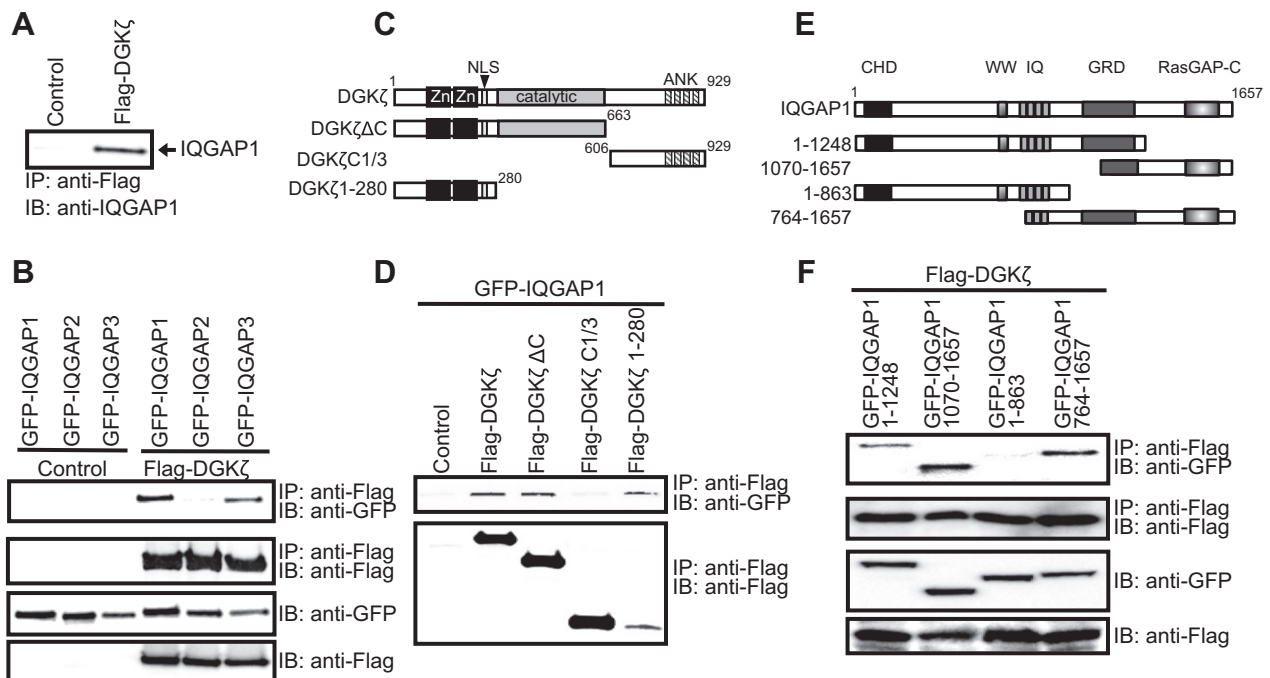 A
Control
Flag-DGKζ
IQGAP1
IP: anti-Flag
IB: anti-IQGAP1
B
GFP-IQGAP1
GFP-IQGAP2
GFP-IQGAP3
GFP-IQGAP1
GFP-IQGAP2
GFP-IQGAP3
Control
Flag-DGKζ
IP: anti-Flag
IB: anti-GFP
IP: anti-Flag
IB: anti-Flag
IB: anti-GFP
IB: anti-Flag
C
NLS
ANK
1
929
DGKζ
Zn
Zn
catalytic
DGKζΔC
663
DGKζC1/3
606
929
DGKζ1-280
280
D
GFP-IQGAP1
Control
Flag-DGKζ
Flag-DGKζ ΔC
Flag-DGKζ C1/3
Flag-DGKζ 1-280
IP: anti-Flag
IB: anti-GFP
IP: anti-Flag
IB: anti-Flag
E
CHD
WW
IQ
GRD
RasGAP-C
1
1657
IQGAP1
1-1248
1070-1657
1-863
764-1657
F
Flag-DGKζ
GFP-IQGAP1
1-1248
GFP-IQGAP1
1070-1657
GFP-IQGAP1
1-863
GFP-IQGAP1
764-1657
IP: anti-Flag
IB: anti-GFP
IP: anti-Flag
IB: anti-Flag
IB: anti-GFP
IB: anti-Flag